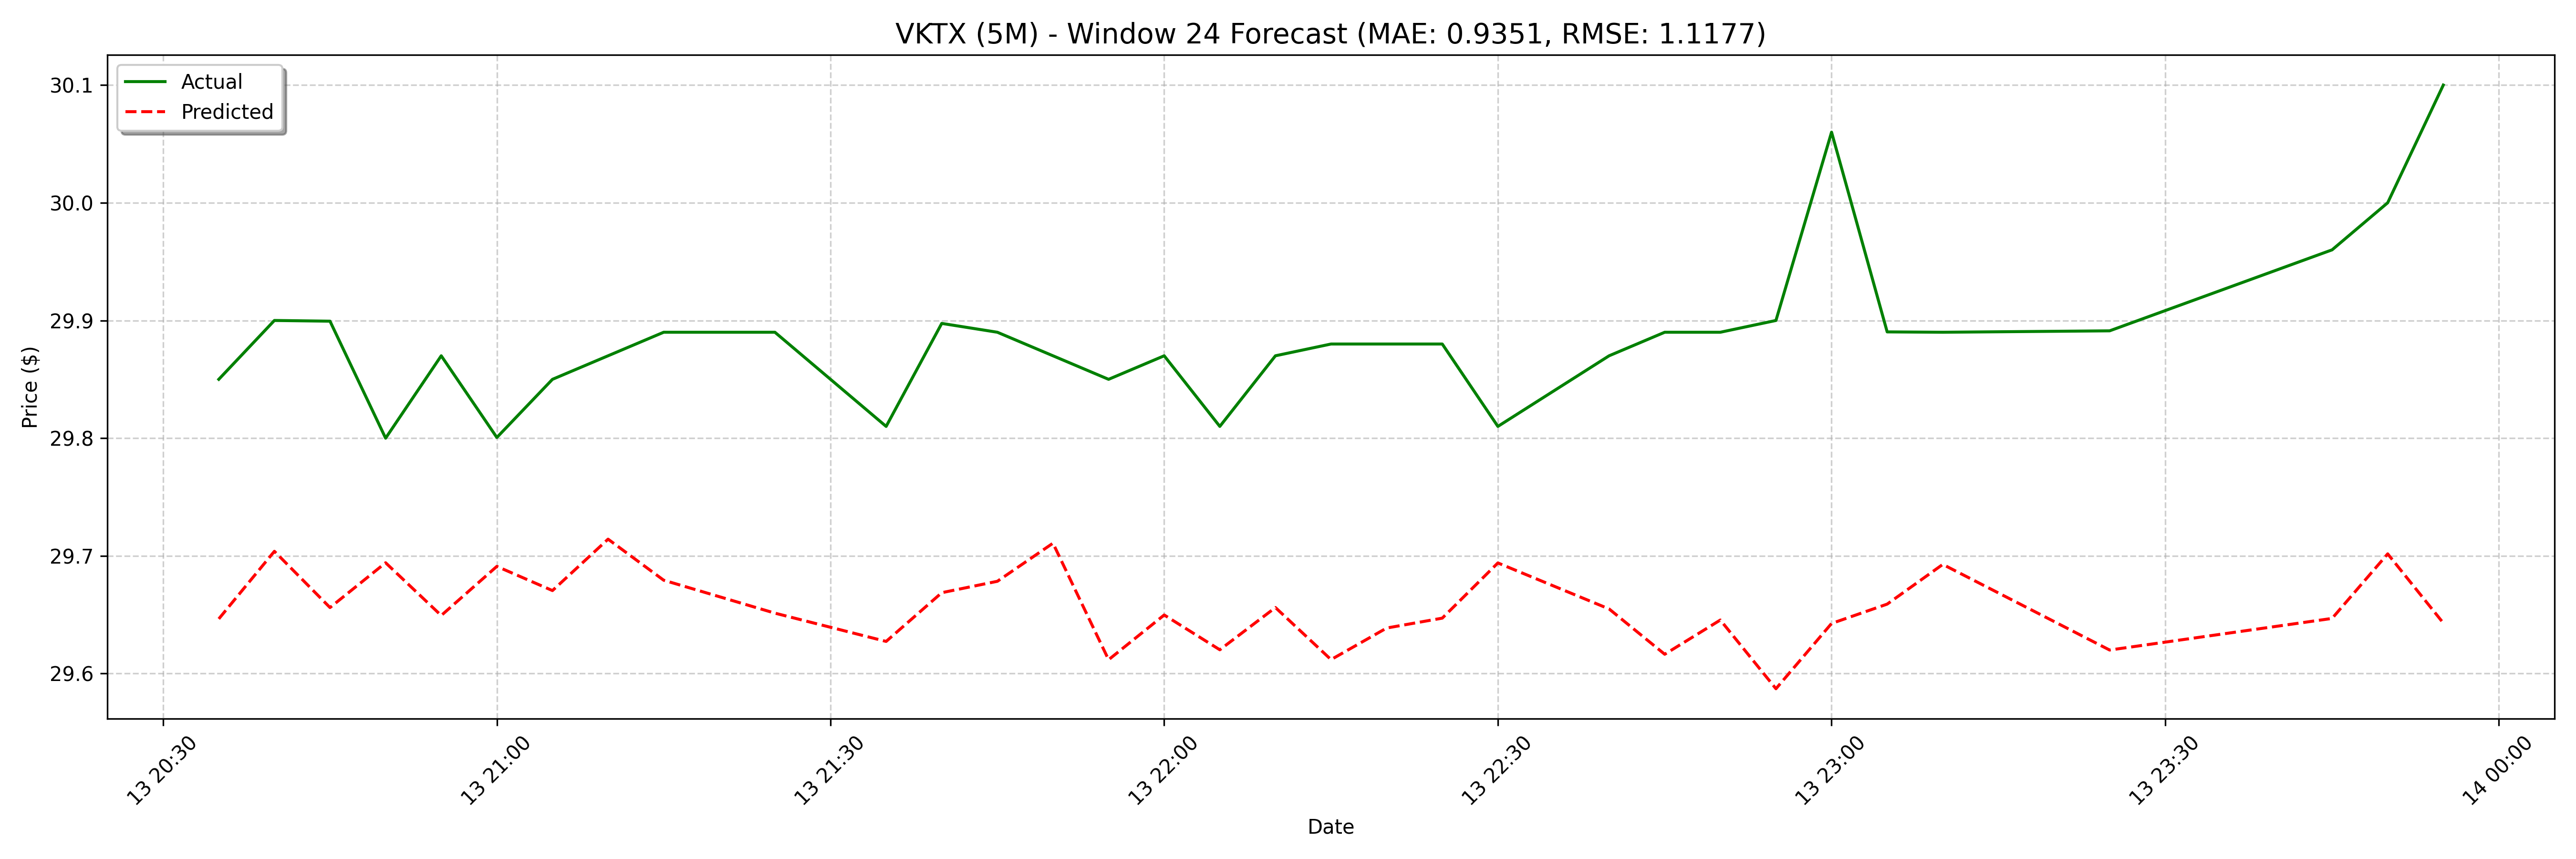 VKTX (5M) - Window 24 Forecast (MAE: 0.9351, RMSE: 1.1177)
Actual
Predicted
Price ($)
30.1
30.0
29.9
29.8
29.7
29.6
13 20:30
13 21:00
13 21:30
13 22:00
13 22:30
13 23:00
13 23:30
14 00:00
Date